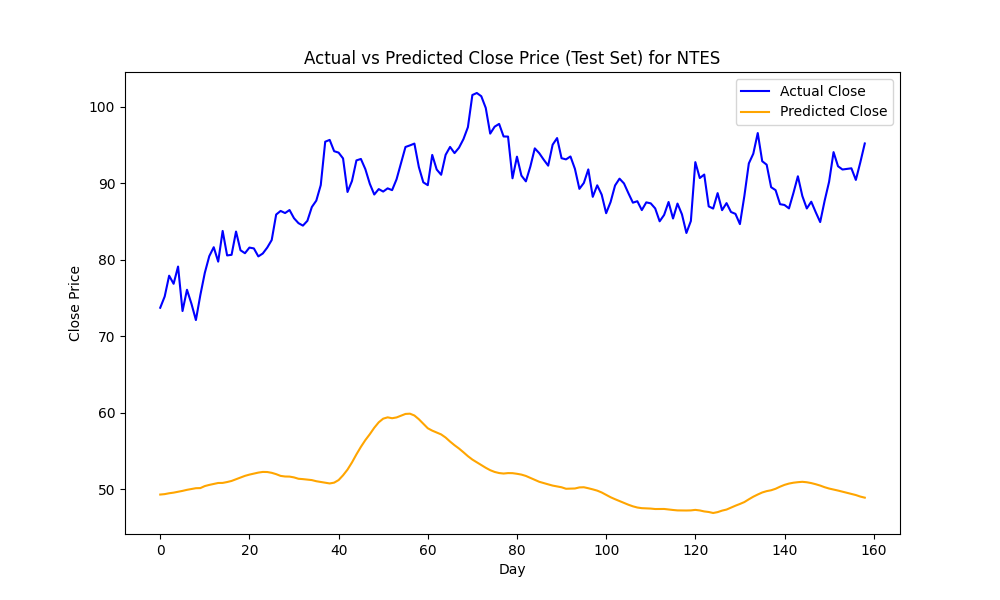 Actual vs Predicted Close Price (Test Set) for NTES
Actual Close
Predicted Close
Close Price
100
90
80
70
60
50
0 20 40 60 80 100 120 140 160
Day